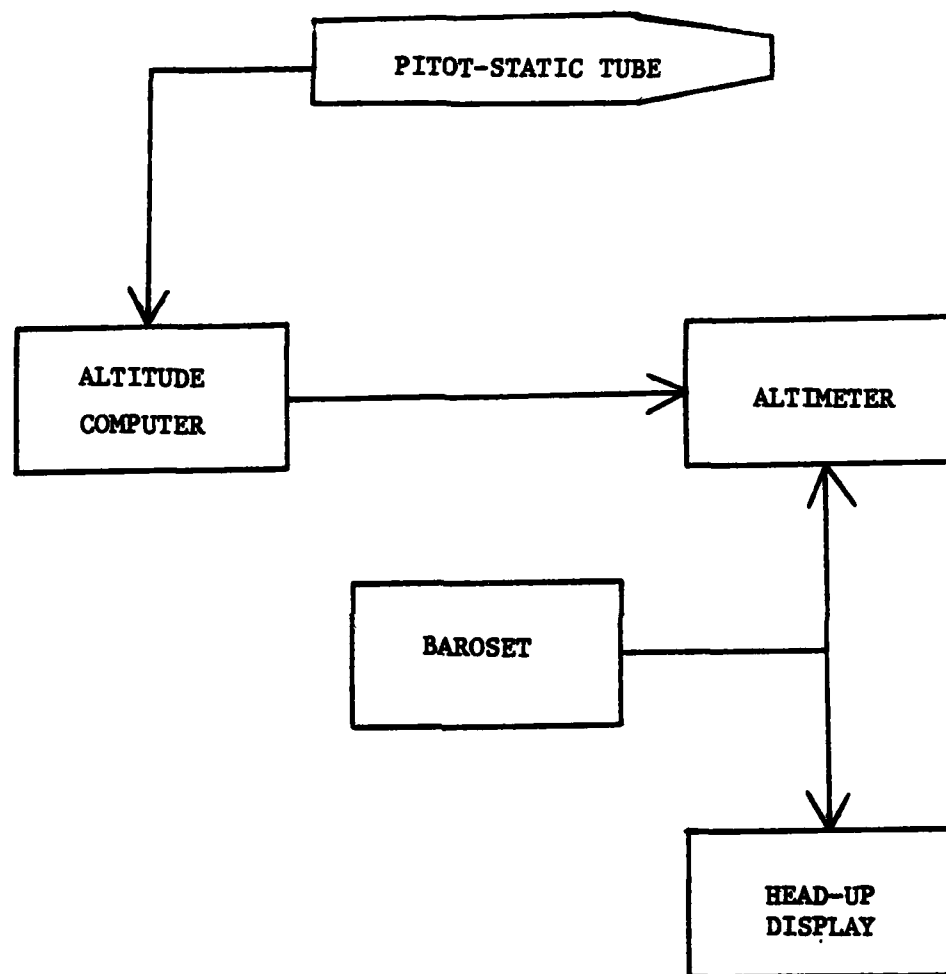 PITOT-STATIC TUBE
ALTITUDE
COMPUTER
ALTIMETER
BAROSET
HEAD-UP
DISPLAY